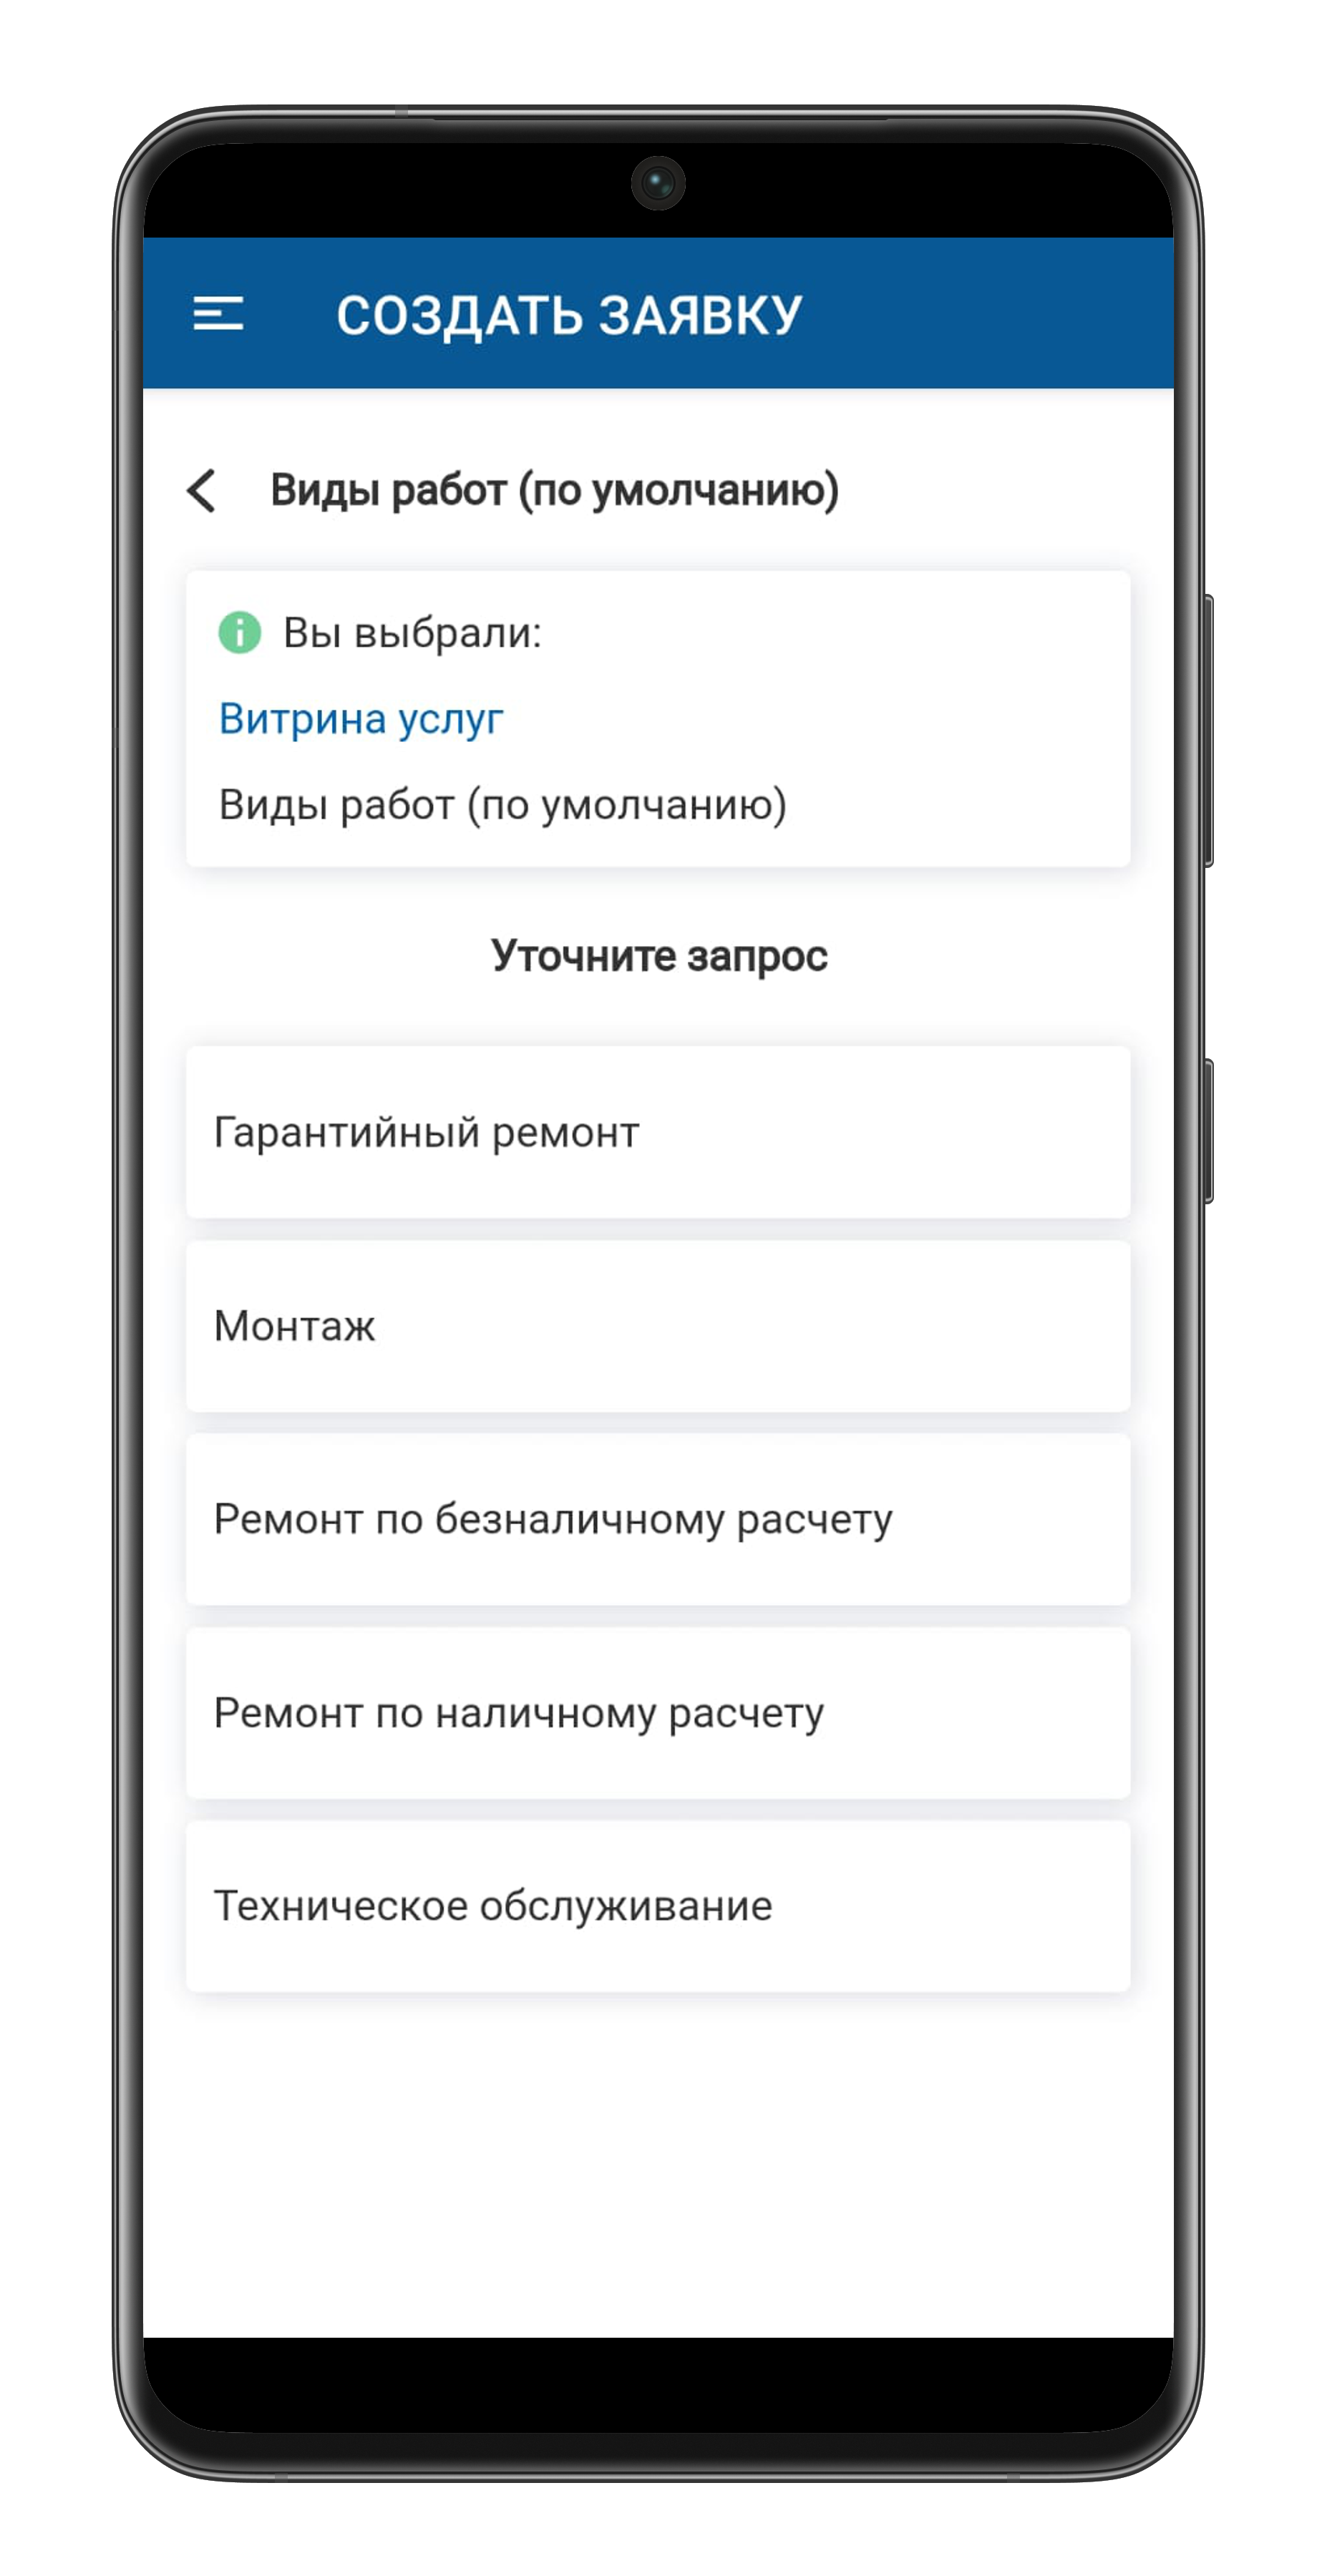 СОЗДАТЬ ЗАЯВКУ
Виды работ (по умолчанию)
Вы выбрали:
Витрина услуг
Виды работ (по умолчанию)
Уточните запрос
Гарантийный ремонт
Монтаж
Ремонт по безналичному расчету
Ремонт по наличному расчету
Техническое обслуживание